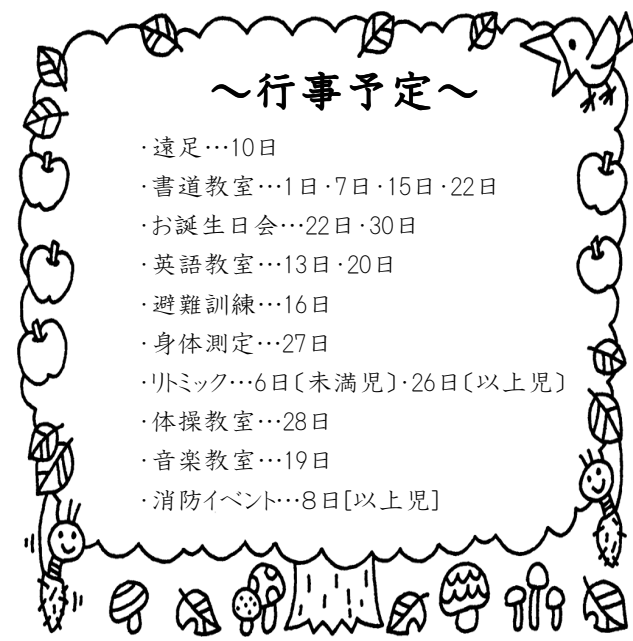 ～行事予定～
・遠足…10日
・書道教室…1日・7日・15日・22日
・お誕生日会…22日・30日
・英語教室…13日・20日
・避難訓練…16日
・身体測定…27日
・リトミック…6日〔未満児〕・26日〔以上児〕
・体操教室…28日
・音楽教室…19日
・消防イベント…8日[以上児]